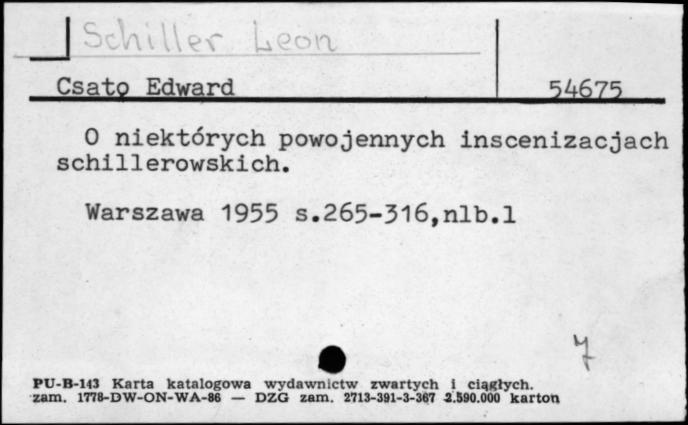 Schiller Leon
Csato Edward 54675
O niektórych powojennych inscenizacjach
schillerowskich.
Warszawa 1955 s.265-316,nlb.1
7
PU-B-143 Karta katalogowa wydawnictw zwartych i ciągłych.
zam. 1778-DW-ON-WA-86 — DZG zam. 2713-391-3-367 2.590.000 karton